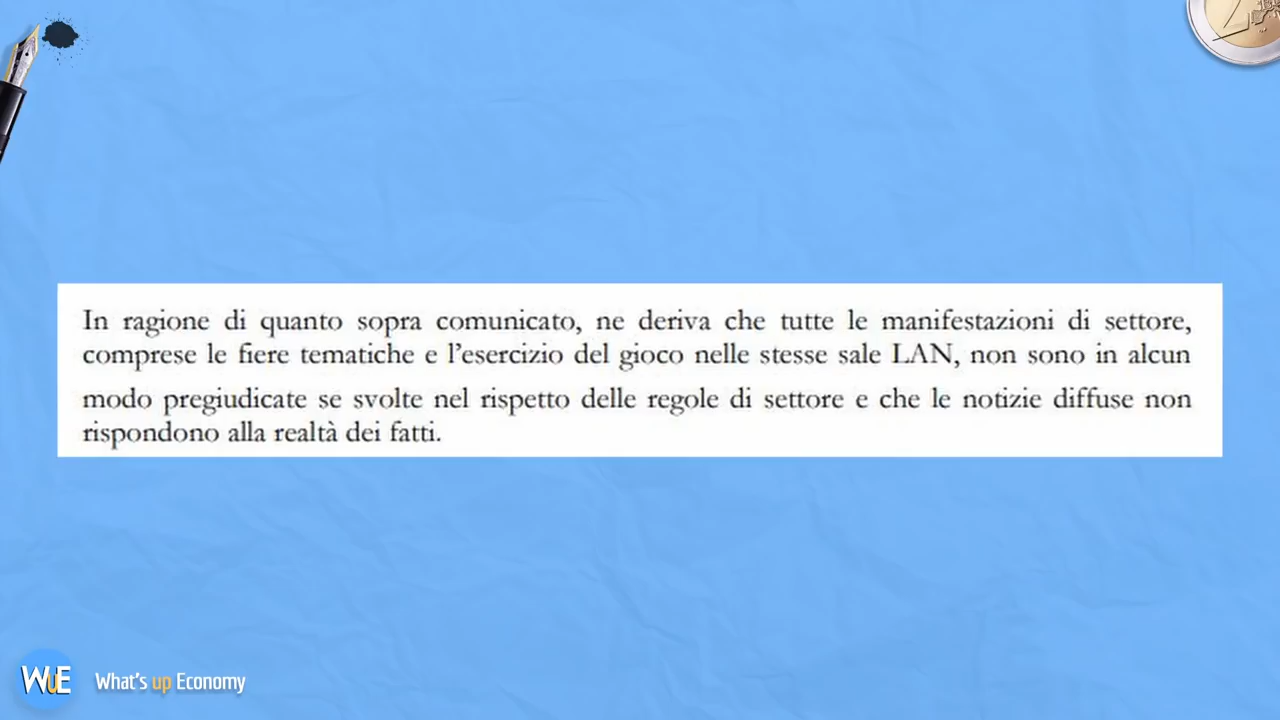 In ragione di quanto sopra comunicato, ne deriva che tutte le manifestazioni di settore,
comprese le fiere tematiche e l'esercizio del gioco nelle stesse sale LAN, non sono in alcun
modo pregiudicate se svolte nel rispetto delle regole di settore e che le notizie diffuse non
rispondono alla realtà dei fatti.
WuE What's up Economy